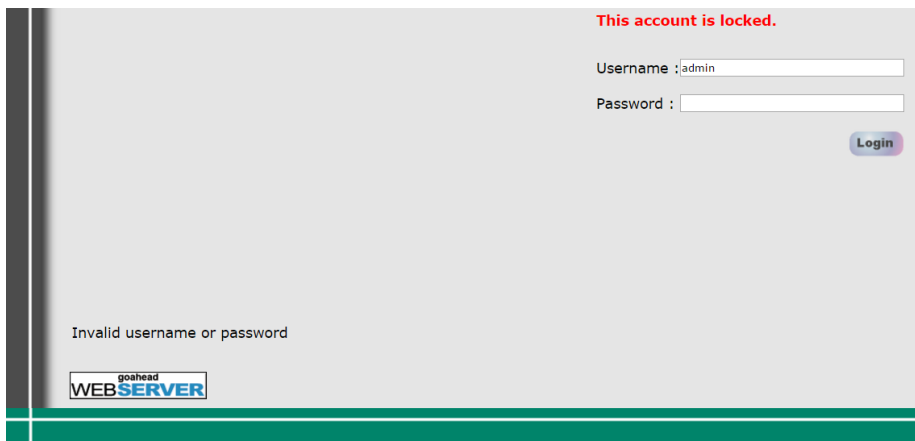 This account is locked.
Username : admin
Password :
Login
Invalid username or password
goahead
WEBSERVER